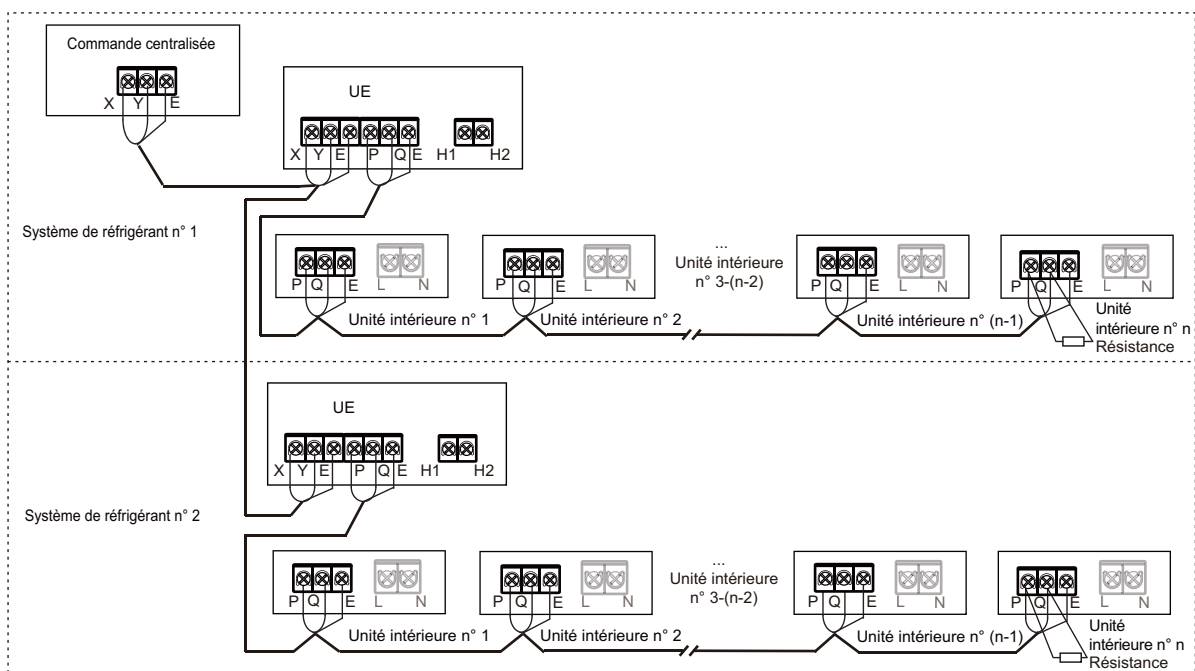 Commande centralisée
X Y E
UE
X Y E P Q E H1 H2
Système de réfrigérant n° 1
P Q E L N
Unité intérieure n° 1
P Q E L N
Unité intérieure n° 2
...
Unité intérieure
n° 3-(n-2)
P Q E L N
Unité intérieure n° (n-1)
P Q E L N
Unité
intérieure n° n
Résistance
UE
X Y E P Q E H1 H2
Système de réfrigérant n° 2
P Q E L N
Unité intérieure n° 1
P Q E L N
Unité intérieure n° 2
...
Unité intérieure
n° 3-(n-2)
P Q E L N
Unité intérieure n° (n-1)
P Q E L N
Unité
intérieure n° n
Résistance